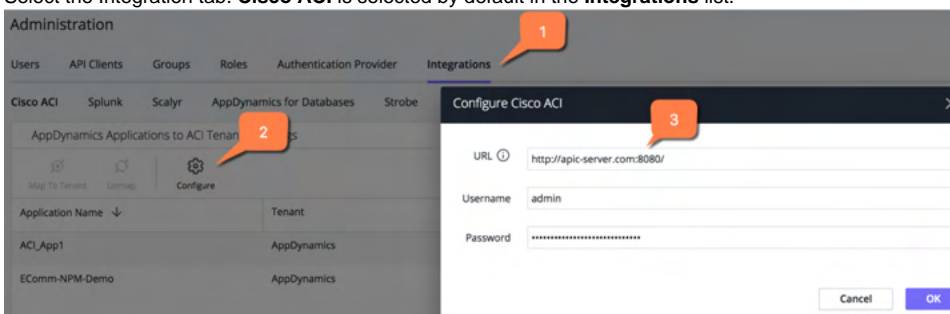 Select the Integration tab. Cisco ACI is selected by default in the Integrations list.
Administration
1
Users API Clients Groups Roles Authentication Provider Integrations
Cisco ACI Splunk Scalyr AppDynamics for Databases Strobe
Configure Cisco ACI
AppDynamics Applications to ACI Tenan
2
3
URL http://apic-server.com:8080/
Map To Tenant Unmap Configure
Username admin
Application Name Tenant
Password
ACI_App1 AppDynamics
EComm-NPM-Demo AppDynamics
Cancel OK